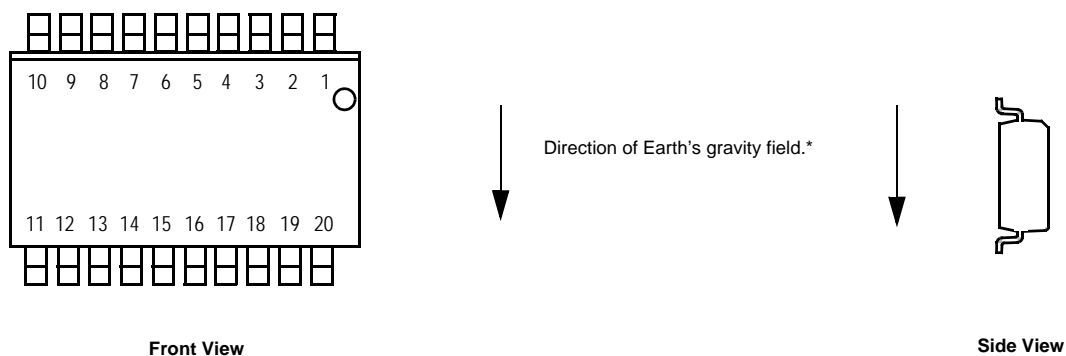 10 9 8 7 6 5 4 3 2 1
Direction of Earth's gravity field.*
11 12 13 14 15 16 17 18 19 20
Front View
Side View